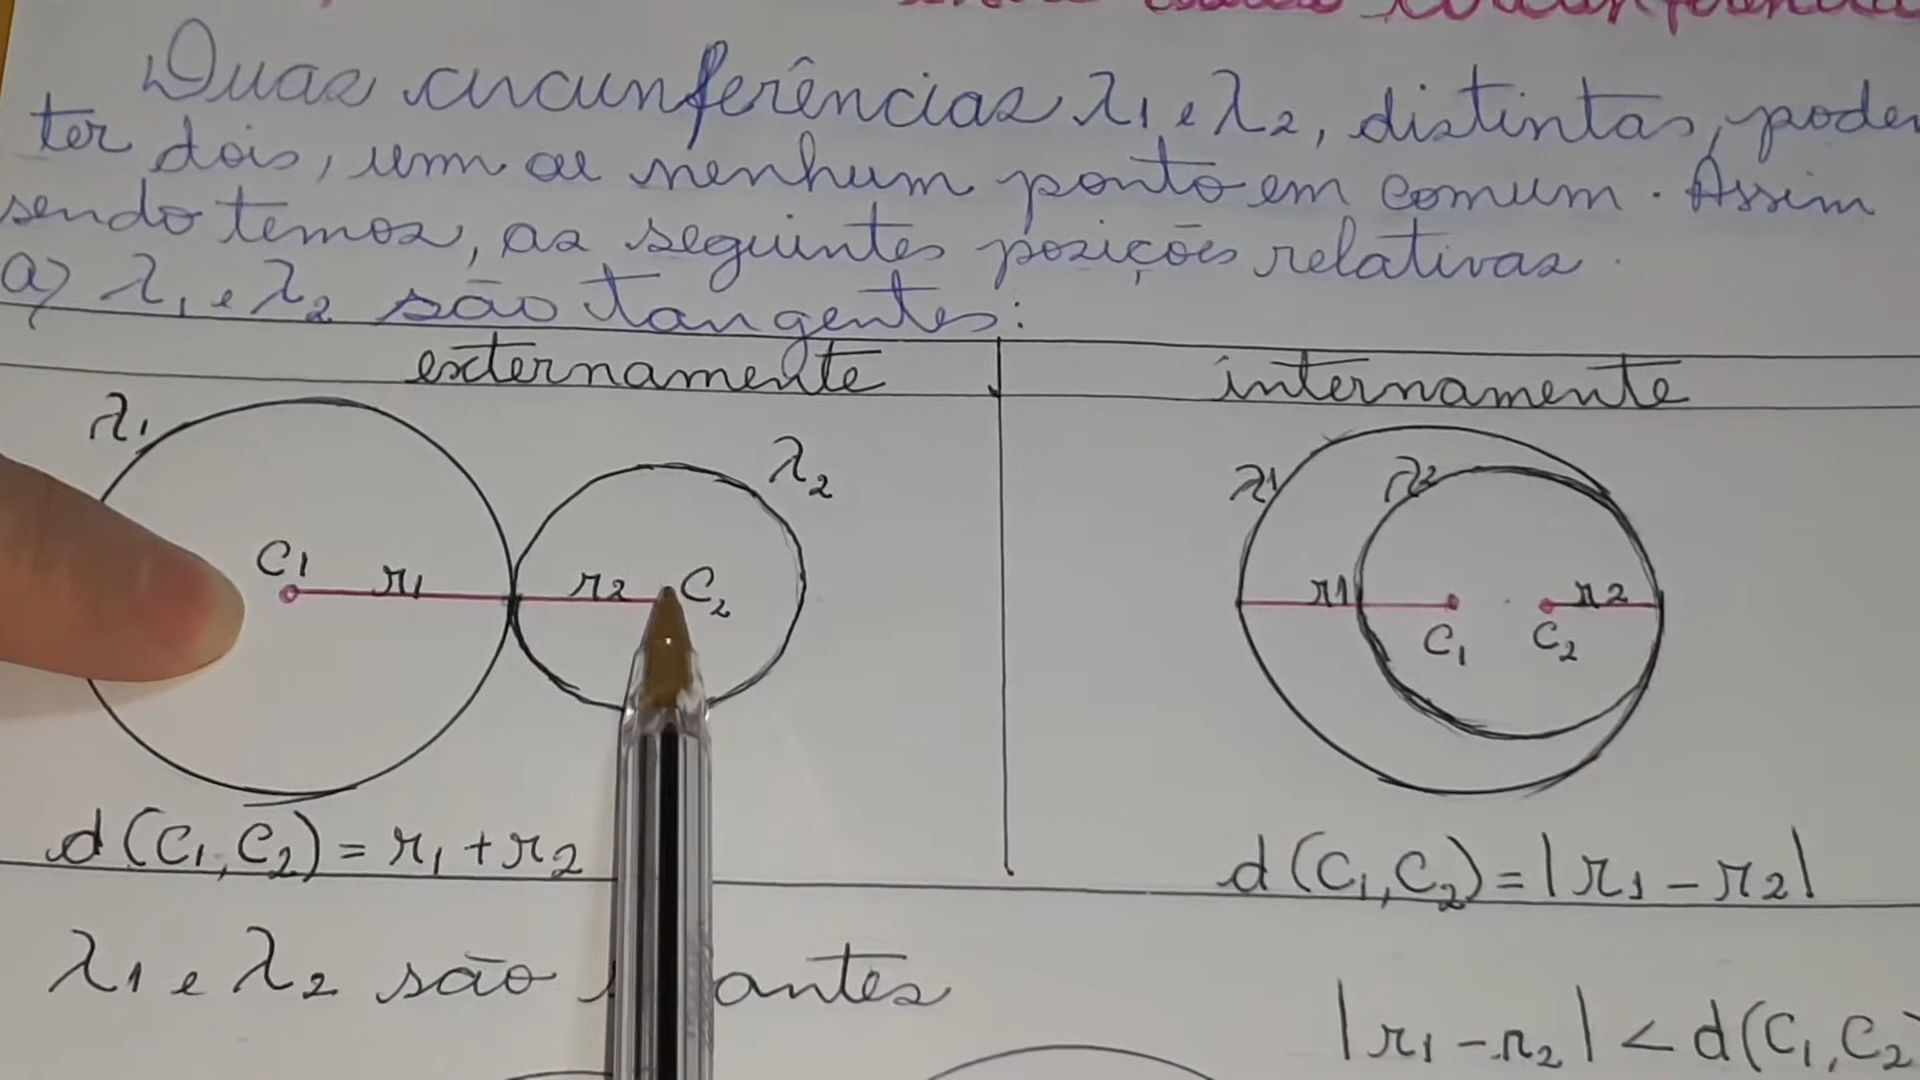 Duas circunferências λ1 e λ2, distintas, podem
ter dois, um ou nenhum ponto em comum. Assim
sendo temos, as seguintes posições relativas.
a) λ1 e λ2 são tangentes:
externamente
internamente
λ1
λ2
C1
r1
r2
C2
λ1
λ2
r1
r2
C1
C2
d(C1,C2) = r1 + r2
d(C1,C2) = |r1 - r2|
λ1 e λ2 são antes
|r1 - r2| < d(C1,C2)